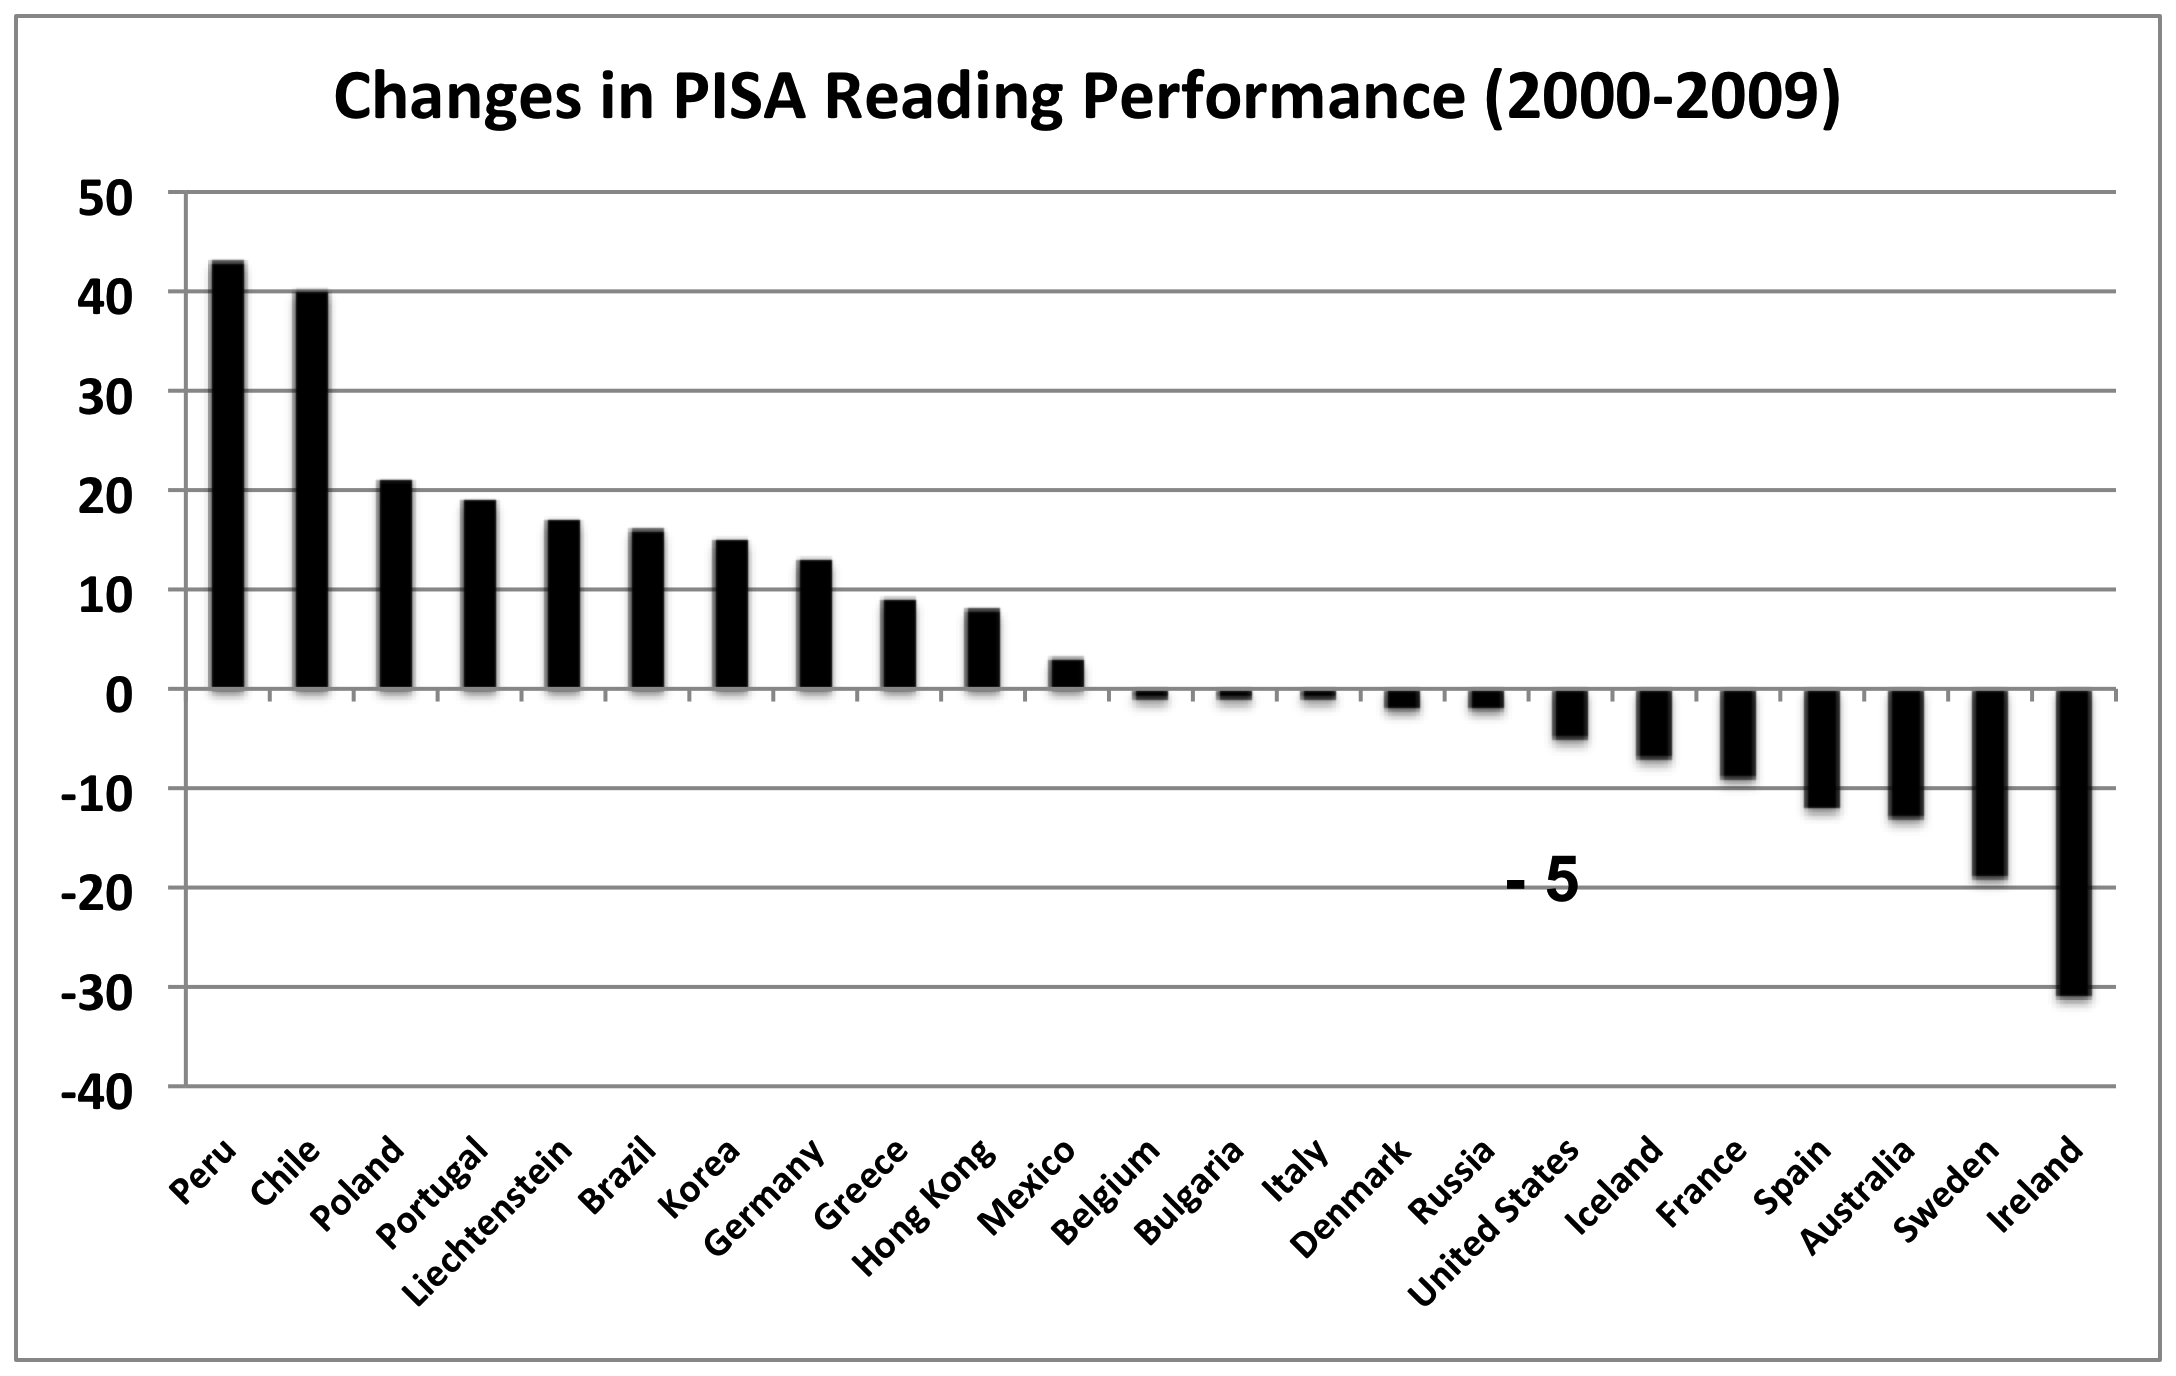 Changes in PISA Reading Performance (2000-2009)
50
40
30
20
10
0
-10
-20
-30
-40
- 5
Peru
Chile
Poland
Portugal
Liechtenstein
Brazil
Korea
Germany
Greece
Hong Kong
Mexico
Belgium
Bulgaria
Italy
Denmark
Russia
United States
Iceland
France
Spain
Australia
Sweden
Ireland